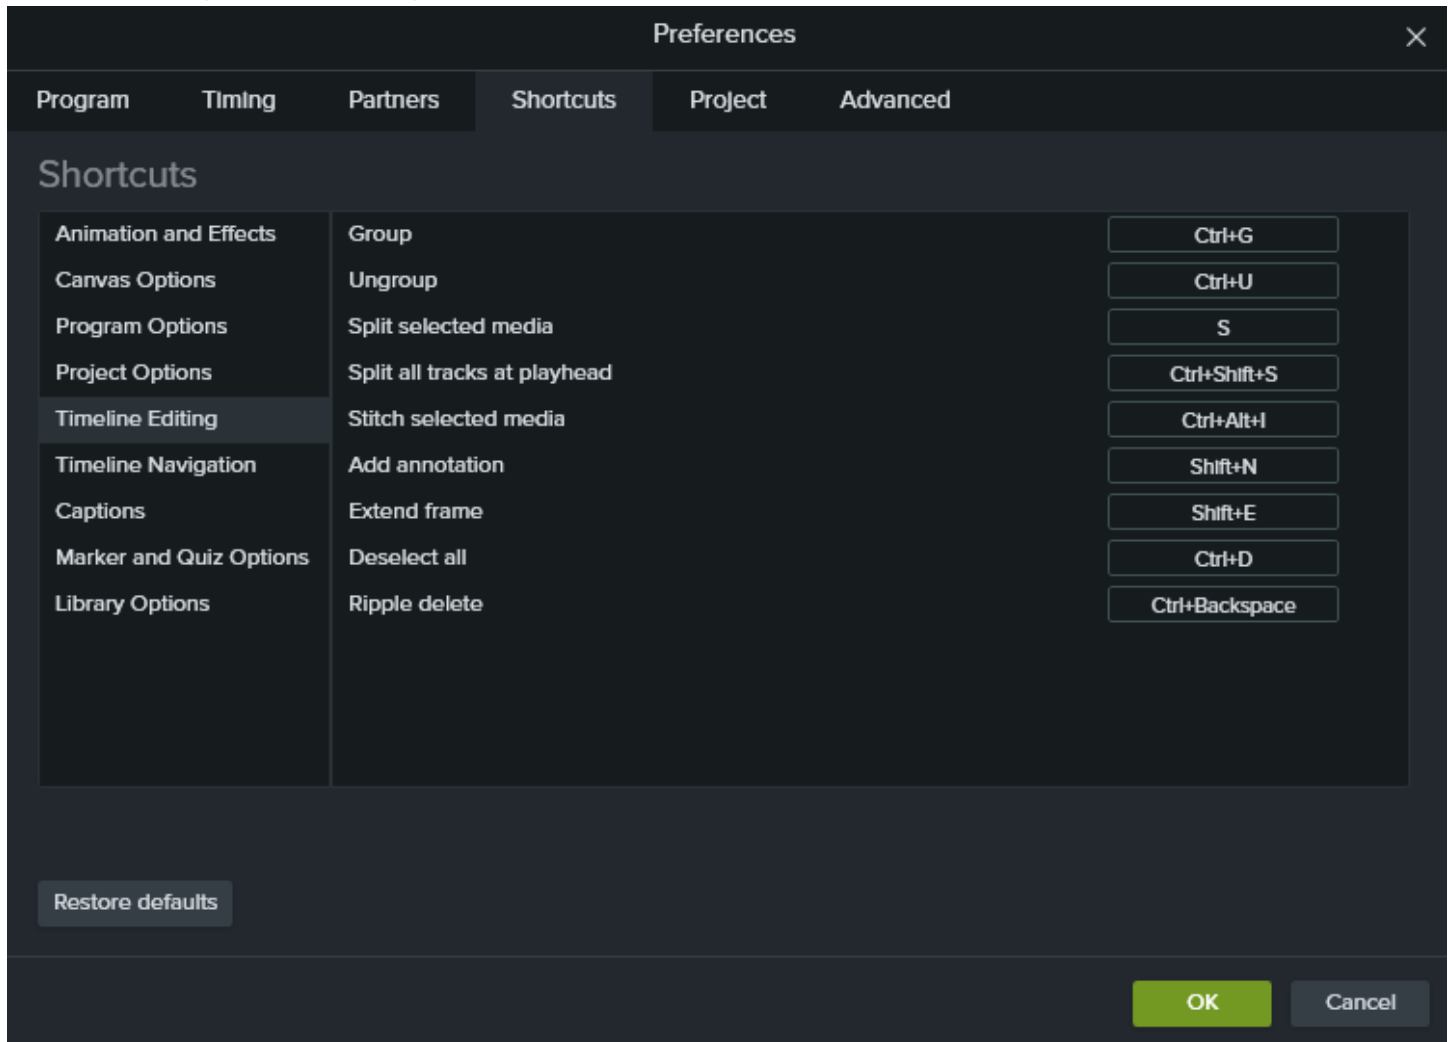 Preferences
Program Timing Partners Shortcuts Project Advanced
Shortcuts
Animation and Effects
Canvas Options
Program Options
Project Options
Timeline Editing
Timeline Navigation
Captions
Marker and Quiz Options
Library Options
Group Ctrl+G
Ungroup Ctrl+U
Split selected media S
Split all tracks at playhead Ctrl+Shift+S
Stitch selected media Ctrl+Alt+I
Add annotation Shift+N
Extend frame Shift+E
Deselect all Ctrl+D
Ripple delete Ctrl+Backspace
Restore defaults
OK Cancel